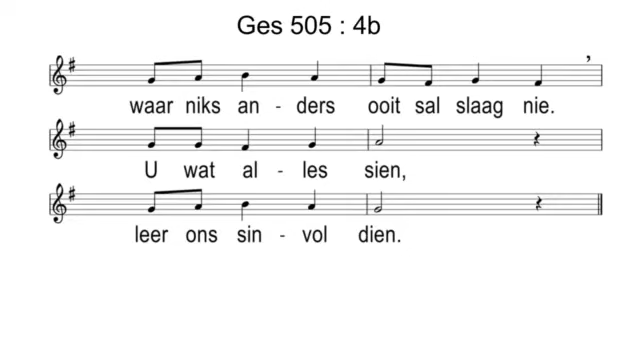 Ges 505 : 4b
waar niks an - ders ooit sal slaag nie.
U wat al - les sien,
leer ons sin - vol dien.